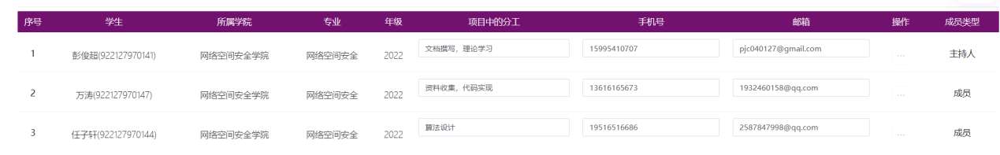 序号 学生 所属学院 专业 年级 项目中的分工 手机号 邮箱 操作 成员类型
1 彭俊超(922127970141) 网络空间安全学院 网络空间安全 2022 文档撰写，理论学习 15995410707 pjc040127@gmail.com ... 主持人
2 万涛(922127970147) 网络空间安全学院 网络空间安全 2022 资料收集，代码实现 13616165673 1932460158@qq.com ... 成员
3 任子轩(922127970144) 网络空间安全学院 网络空间安全 2022 算法设计 19516516686 2587847998@qq.com ... 成员